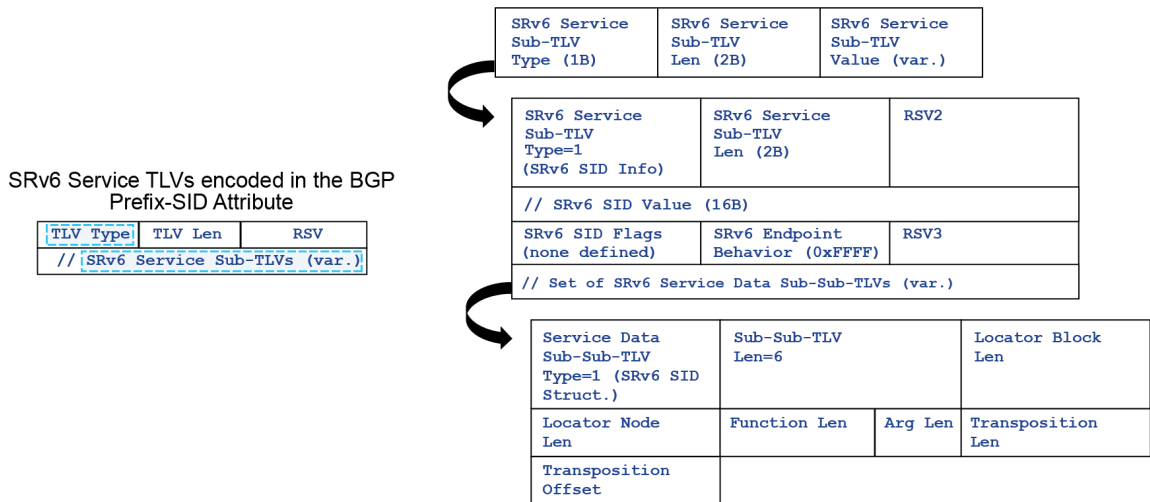 SRv6 Service TLVs encoded in the BGP
Prefix-SID Attribute
TLV Type TLV Len RSV
// SRv6 Service Sub-TLVs (var.)
SRv6 Service SRv6 Service SRv6 Service
Sub-TLV Sub-TLV Sub-TLV
Type (1B) Len (2B) Value (var.)
SRv6 Service SRv6 Service RSV2
Sub-TLV Sub-TLV
Type=1 Len (2B)
(SRv6 SID Info)
// SRv6 SID Value (16B)
SRv6 SID Flags SRv6 Endpoint RSV3
(none defined) Behavior (0xFFFF)
// Set of SRv6 Service Data Sub-Sub-TLVs (var.)
Service Data Sub-Sub-TLV Locator Block
Sub-Sub-TLV Len=6 Len
Type=1 (SRv6 SID
Struct.)
Locator Node Function Len Arg Len Transposition
Len Len
Transposition
Offset